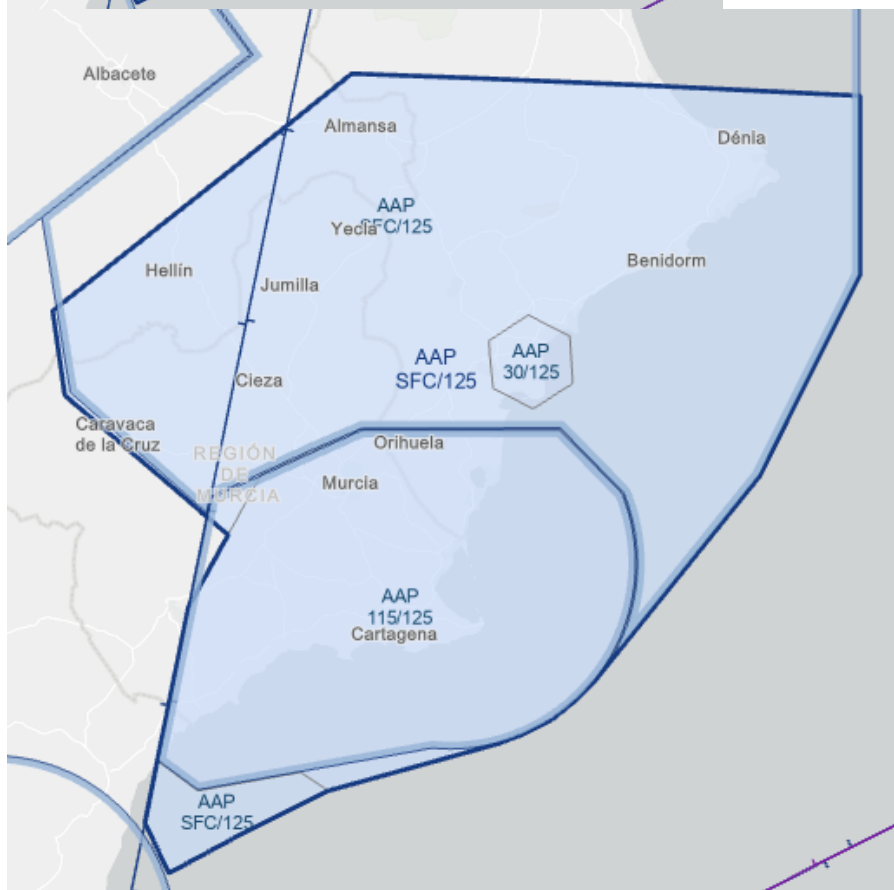 Albacete
Almansa
Dénia
AAP
SFC/125
Yecla
Benidorm
Hellín
Jumilla
AAP
30/125
AAP
SFC/125
Cieza
Caravaca
de la Cruz
Orihuela
REGIÓN
DE
MURCIA
Murcia
AAP
115/125
Cartagena
AAP
SFC/125